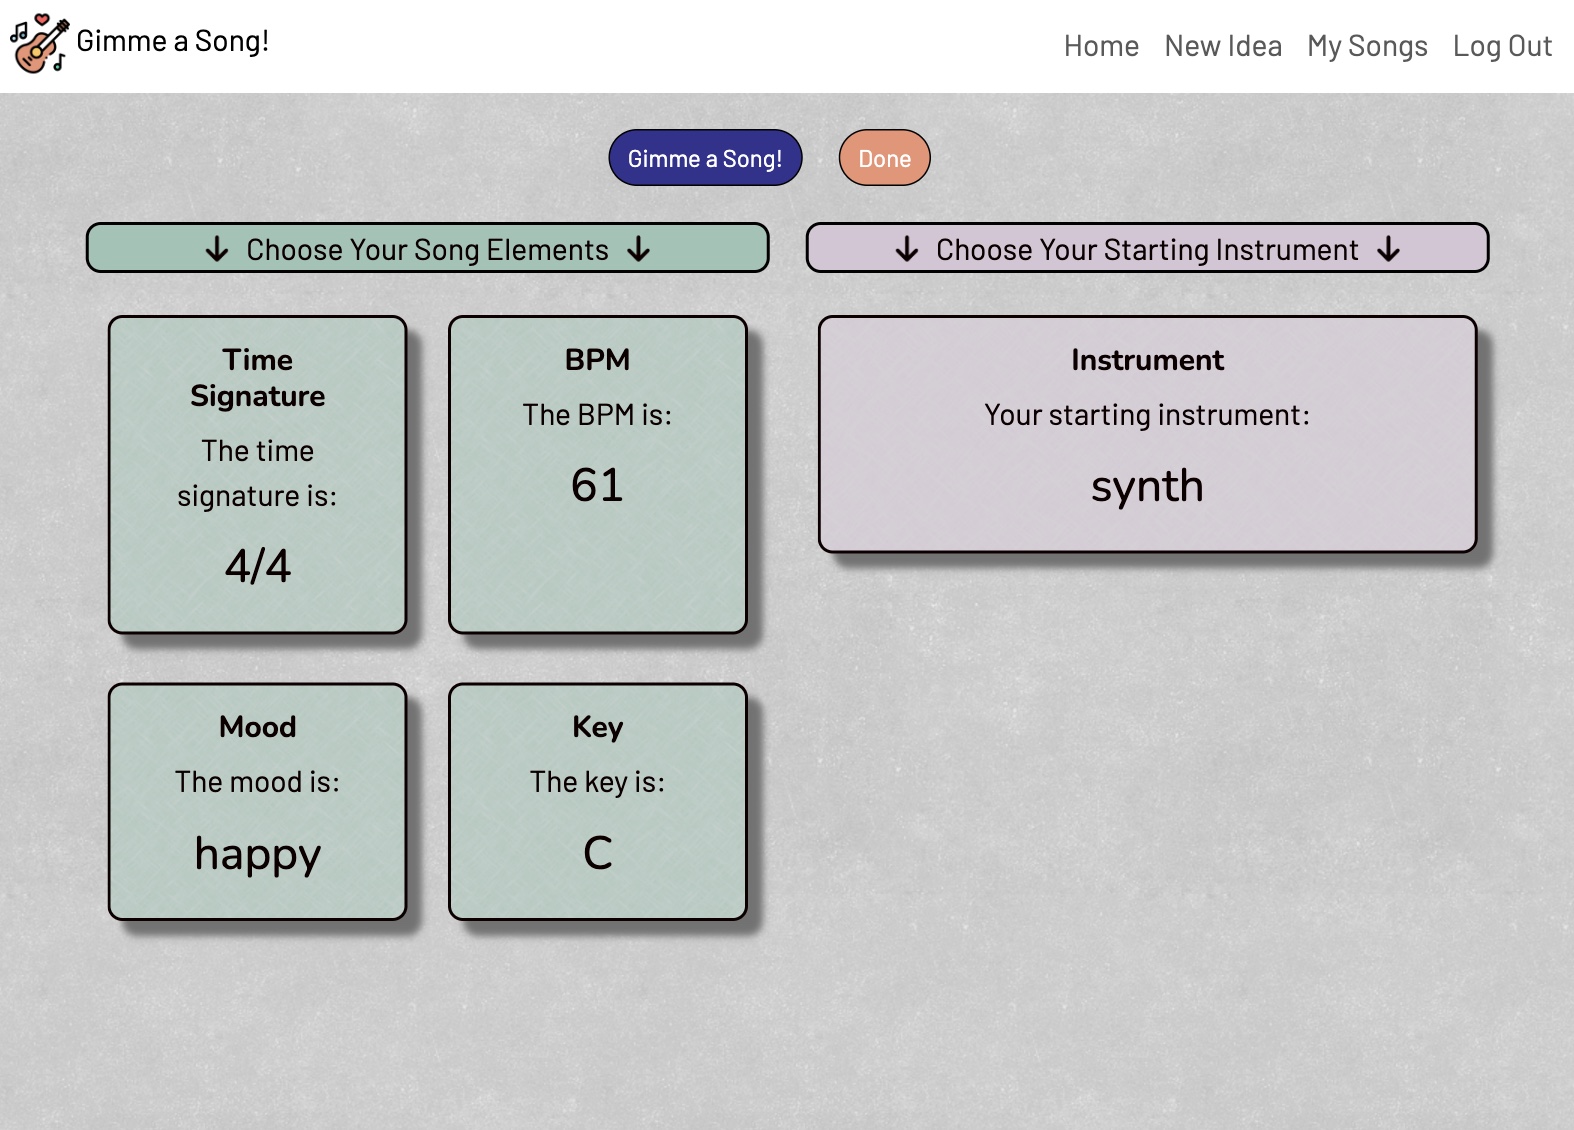 Gimme a Song!
Home New Idea My Songs Log Out
Gimme a Song! Done
↓ Choose Your Song Elements ↓
↓ Choose Your Starting Instrument ↓
Time
Signature
The time
signature is:
4/4
BPM
The BPM is:
61
Instrument
Your starting instrument:
synth
Mood
The mood is:
happy
Key
The key is:
C